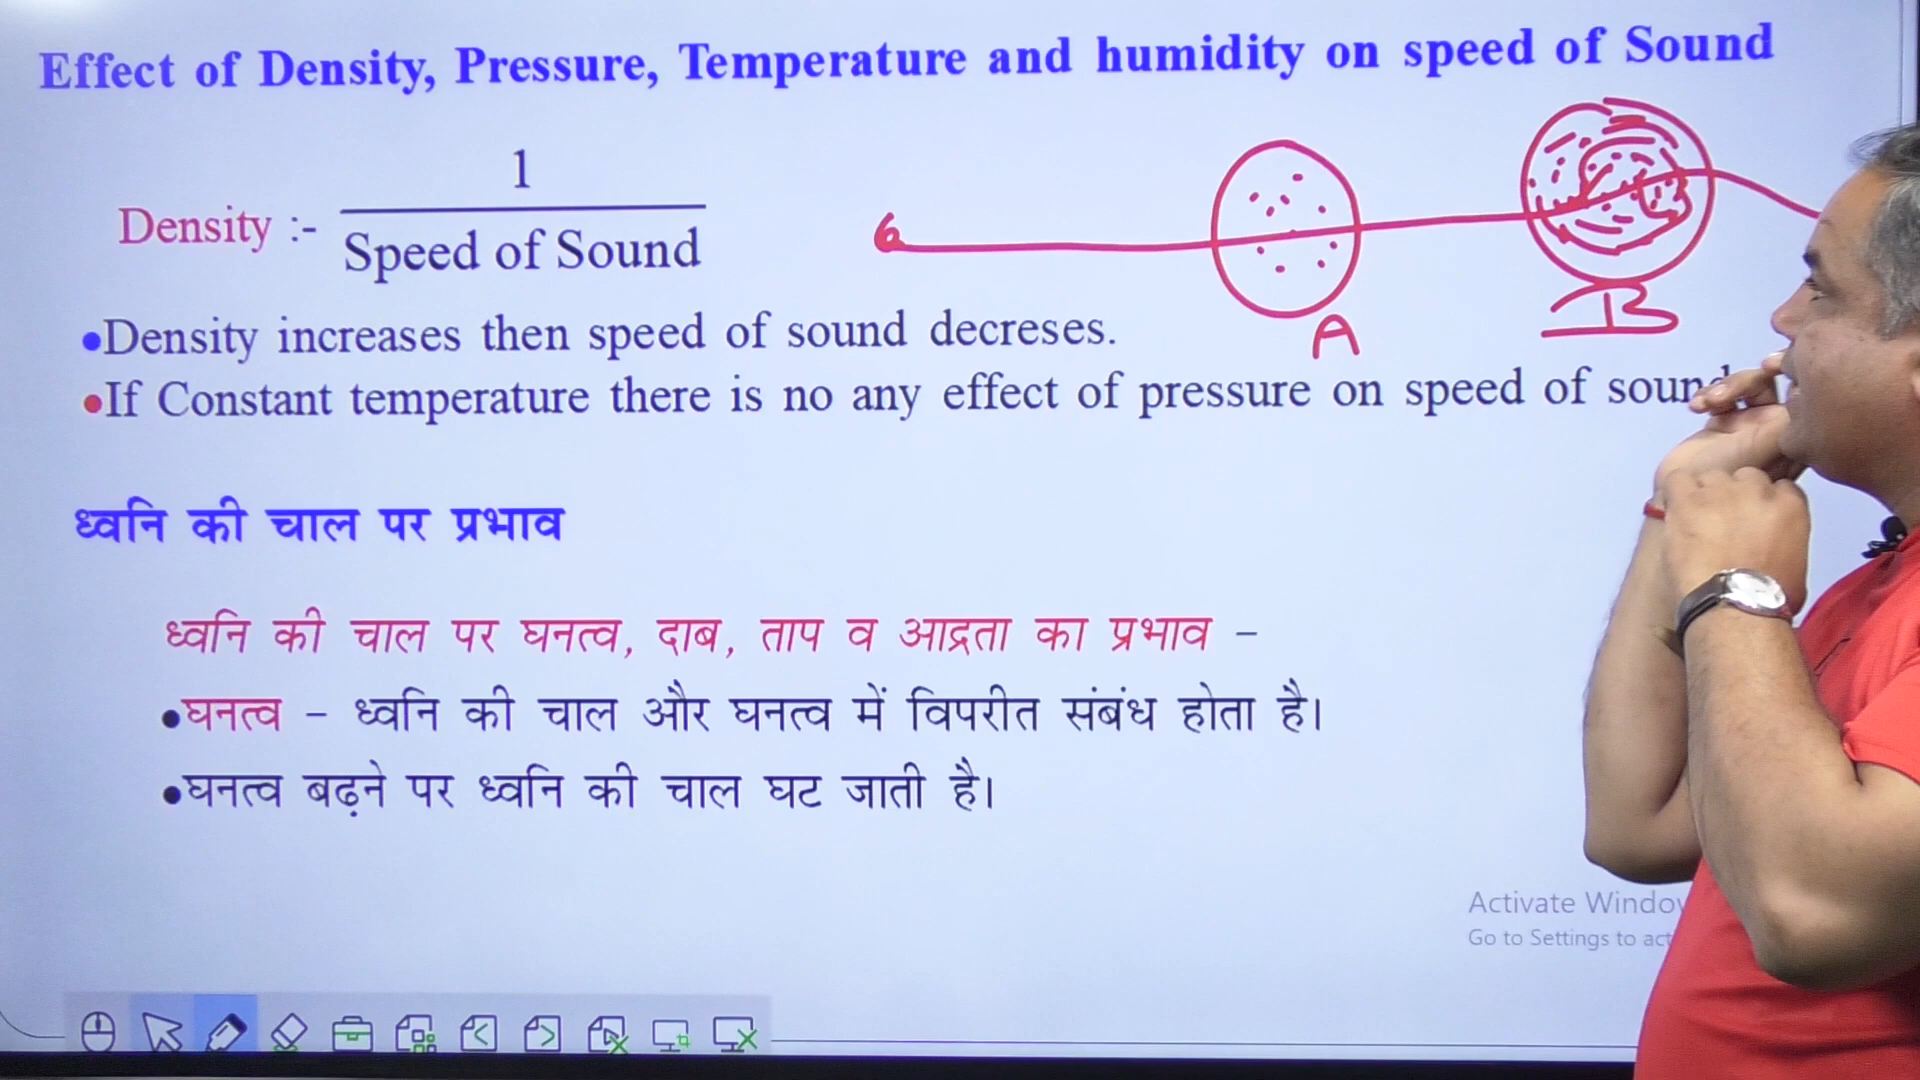 Effect of Density, Pressure, Temperature and humidity on speed of Sound
Density :- 1
Speed of Sound
A
B
•Density increases then speed of sound decreses.
•If Constant temperature there is no any effect of pressure on speed of sound
ध्वनि की चाल पर प्रभाव
ध्वनि की चाल पर घनत्व, दाब, ताप व आद्रता का प्रभाव –
•घनत्व – ध्वनि की चाल और घनत्व में विपरीत संबंध होता है।
•घनत्व बढ़ने पर ध्वनि की चाल घट जाती है।
Activate Window
Go to Settings to act